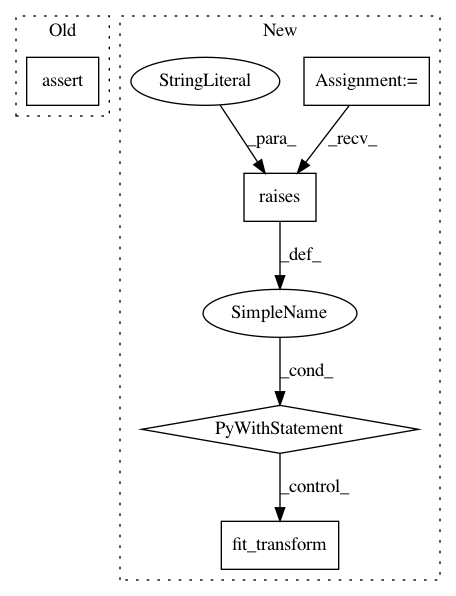 Old
New
assert
StringLiteral
Assignment:=
_para_
_recv_
raises
_def_
SimpleName
_cond_
PyWithStatement
_control_
fit_transform